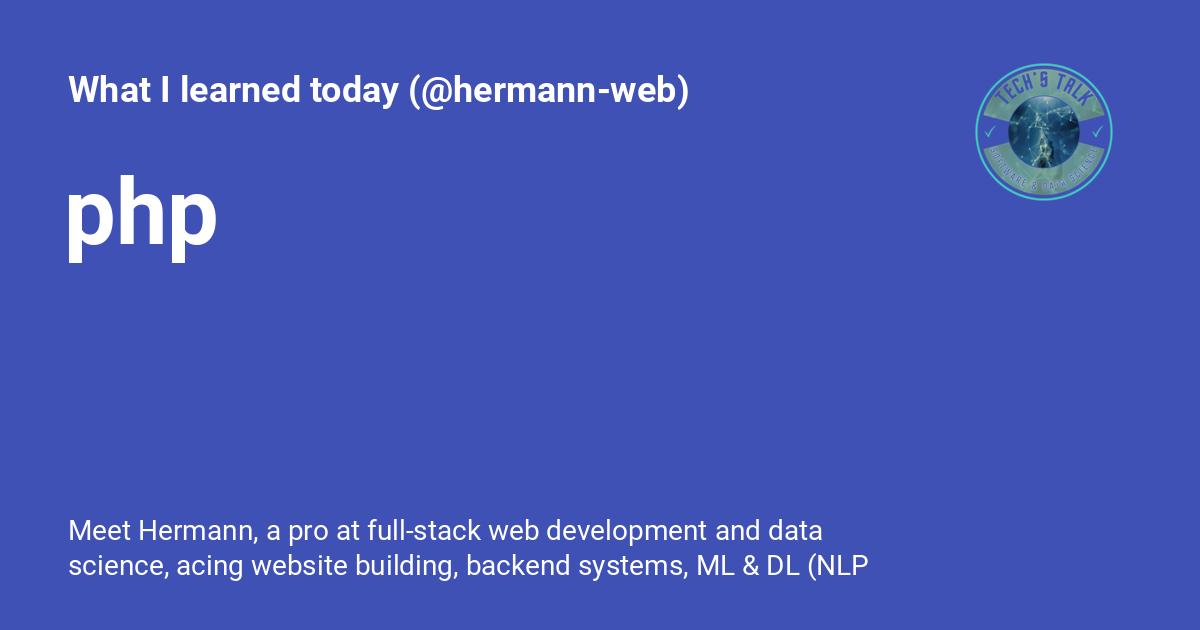 What I learned today (@hermann-web)
TECH'S TALK
php
SOFTWARE & DATA SCIENCE
Meet Hermann, a pro at full-stack web development and data
science, acing website building, backend systems, ML & DL (NLP